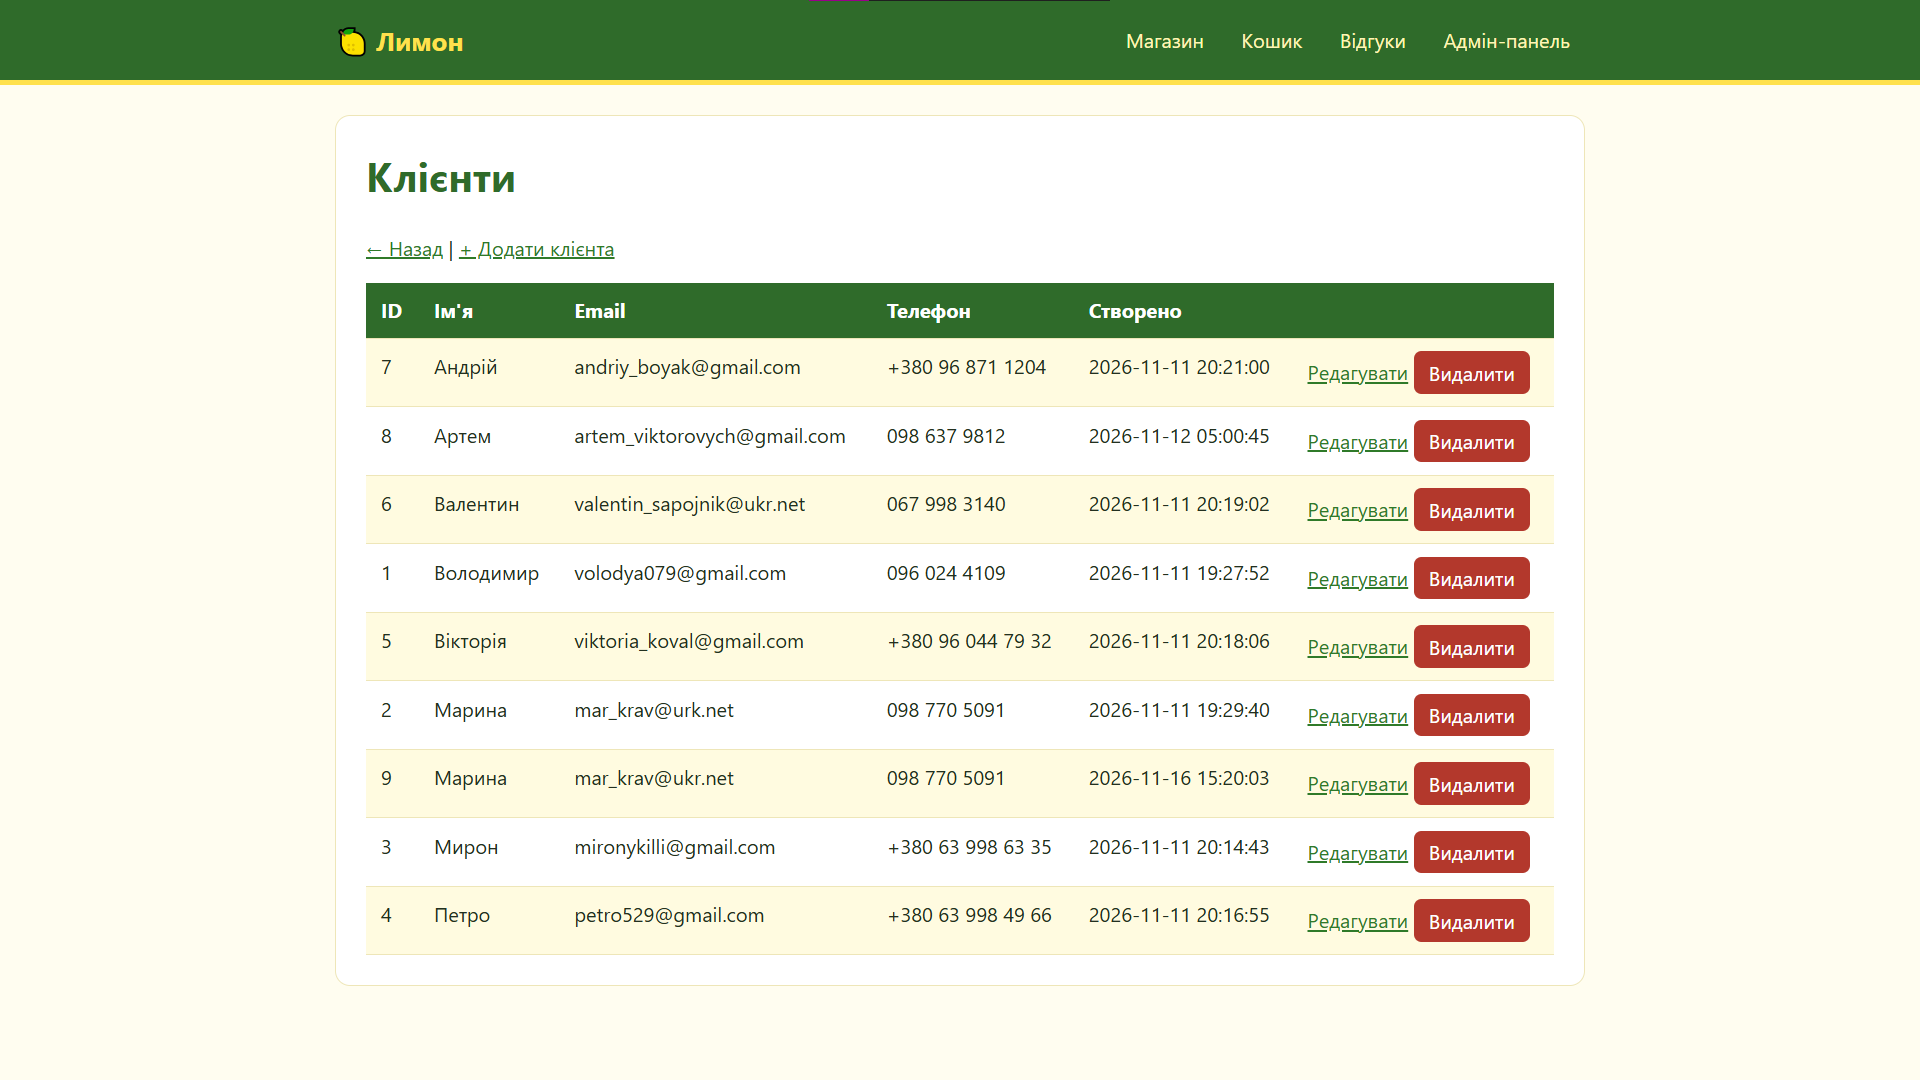 Лимон Магазин Кошик Відгуки Адмін-панель
Клієнти
← Назад | + Додати клієнта
ID Ім'я Email Телефон Створено
7 Андрій andriy_boyak@gmail.com +380 96 871 1204 2026-11-11 20:21:00 Редагувати Видалити
8 Артем artem_viktorovych@gmail.com 098 637 9812 2026-11-12 05:00:45 Редагувати Видалити
6 Валентин valentin_sapojnik@ukr.net 067 998 3140 2026-11-11 20:19:02 Редагувати Видалити
1 Володимир volodya079@gmail.com 096 024 4109 2026-11-11 19:27:52 Редагувати Видалити
5 Вікторія viktoria_koval@gmail.com +380 96 044 79 32 2026-11-11 20:18:06 Редагувати Видалити
2 Марина mar_krav@urk.net 098 770 5091 2026-11-11 19:29:40 Редагувати Видалити
9 Марина mar_krav@ukr.net 098 770 5091 2026-11-16 15:20:03 Редагувати Видалити
3 Мирон mironykilli@gmail.com +380 63 998 63 35 2026-11-11 20:14:43 Редагувати Видалити
4 Петро petro529@gmail.com +380 63 998 49 66 2026-11-11 20:16:55 Редагувати Видалити